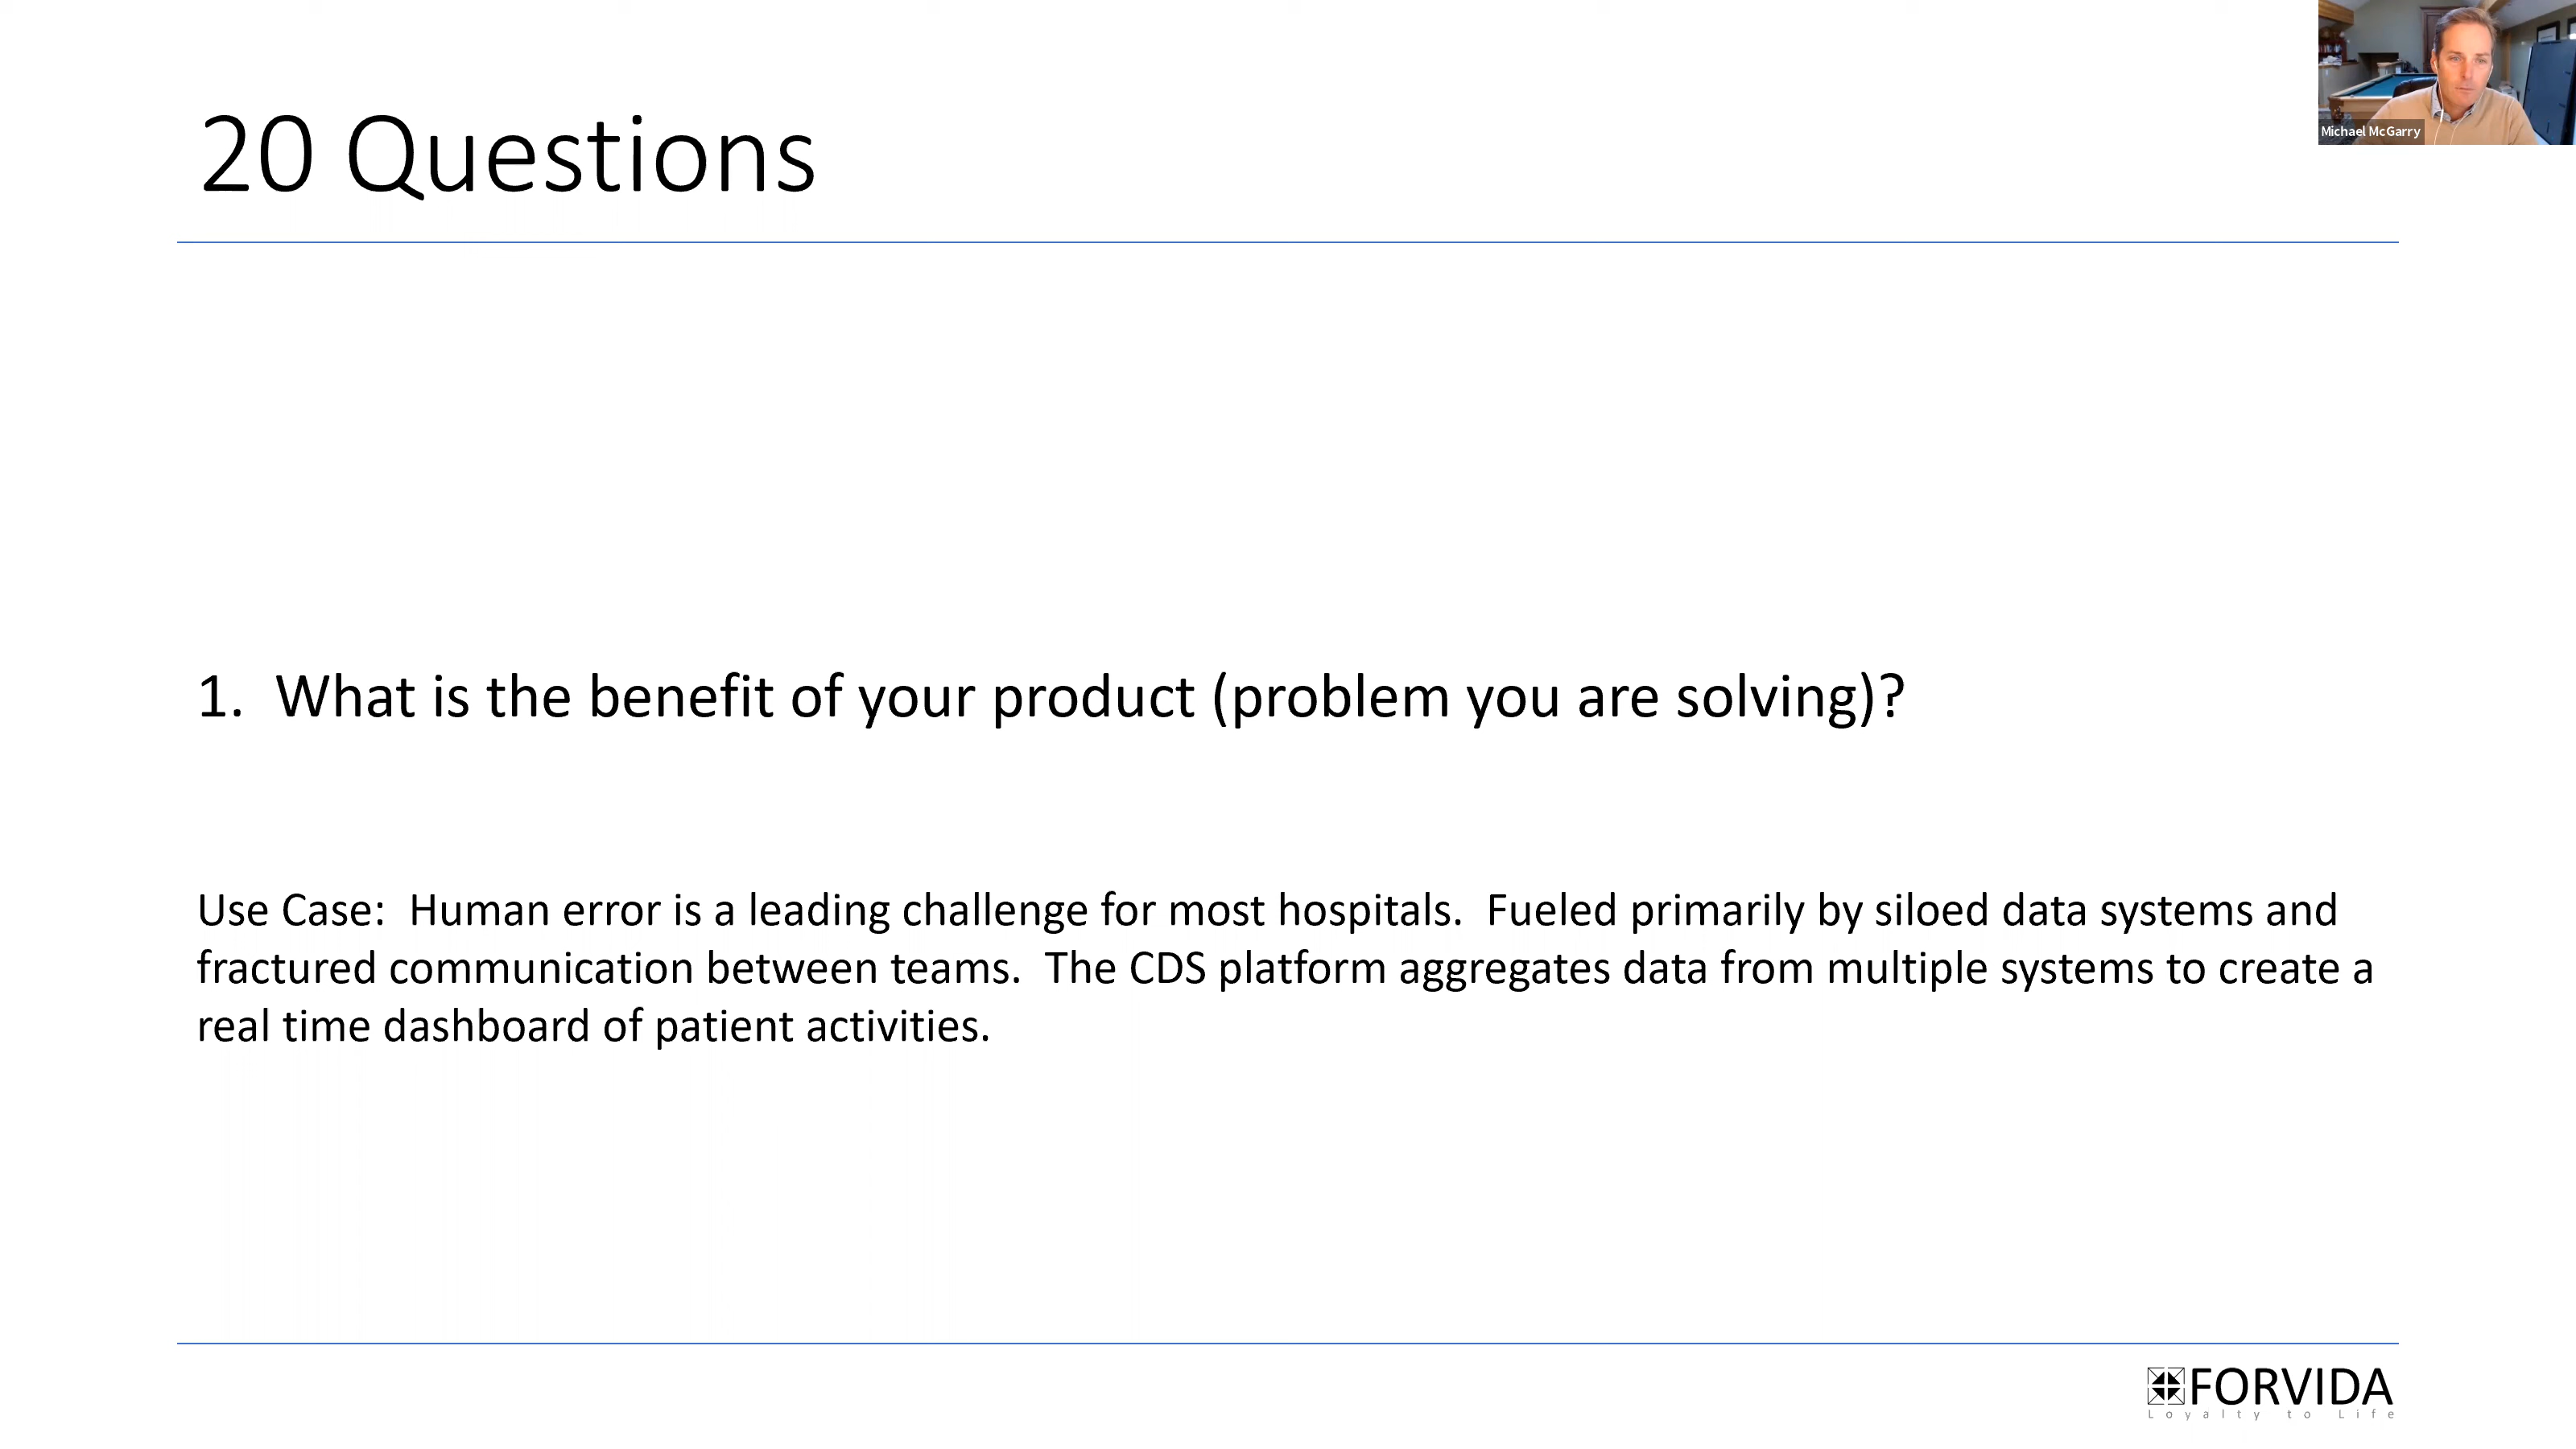 20 Questions
Michael McGarry
1.  What is the benefit of your product (problem you are solving)?
Use Case:  Human error is a leading challenge for most hospitals.  Fueled primarily by siloed data systems and
fractured communication between teams.  The CDS platform aggregates data from multiple systems to create a
real time dashboard of patient activities.
FORVIDA
Loyalty to Life